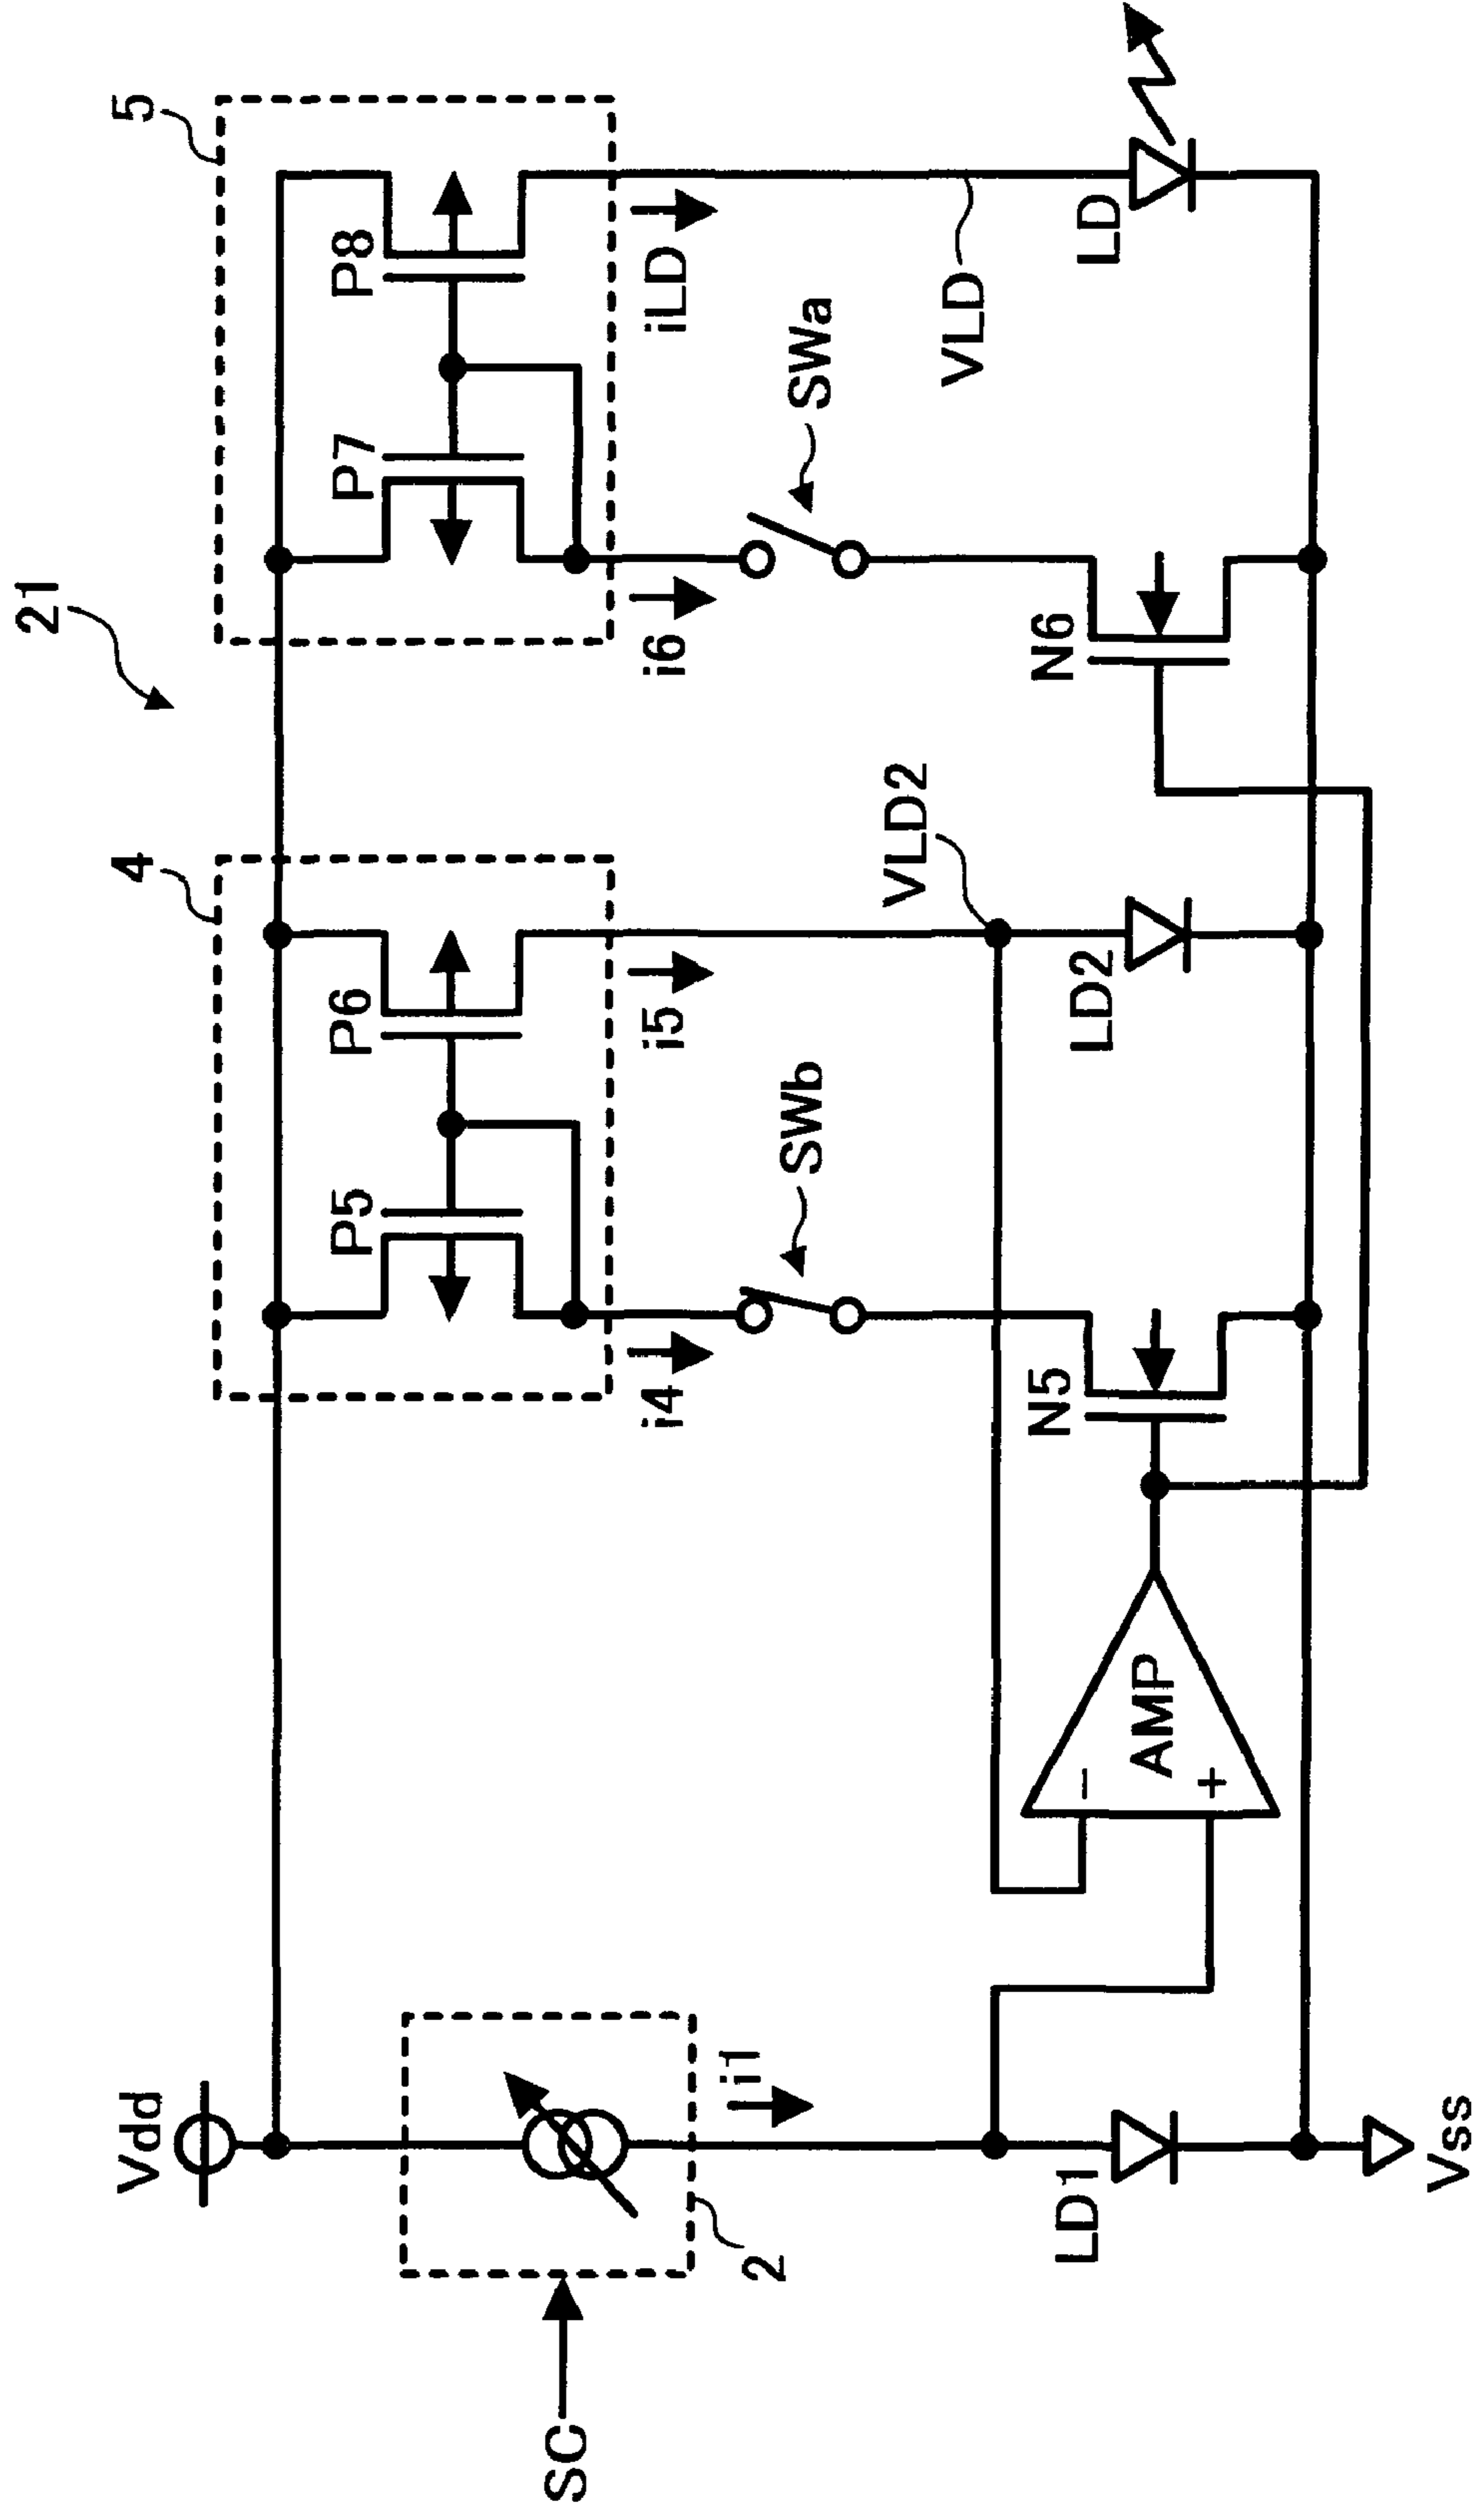 21
5
4
P8
P7
P6
P5
Vdd
iLD
i6
i5
i4
i1
SWa
SWb
2
SC
VLD
VLD2
LD
N6
LD2
N5
AMP
−
+
LD1
Vss